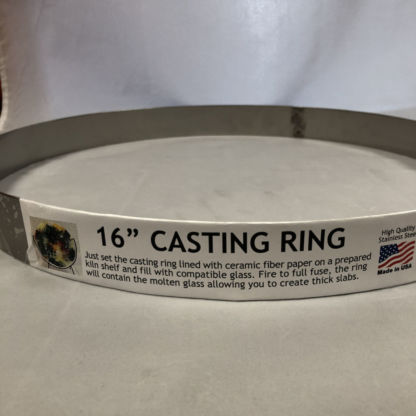 16” CASTING RING
Just set the casting ring lined with ceramic fiber paper on a prepared
kiln shelf and fill with compatible glass. Fire to full fuse, the ring
will contain the molten glass allowing you to create thick slabs.
High Quality
Stainless Steel
Made in USA